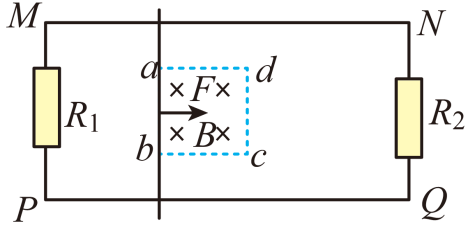 M N
a d
× F ×
R₁ R₂
b × B × c
P Q